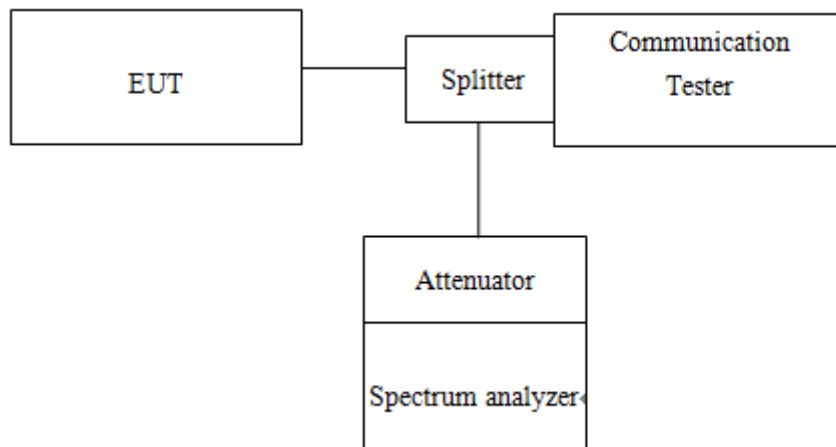 EUT
Splitter
Communication
Tester
Attenuator
Spectrum analyzer